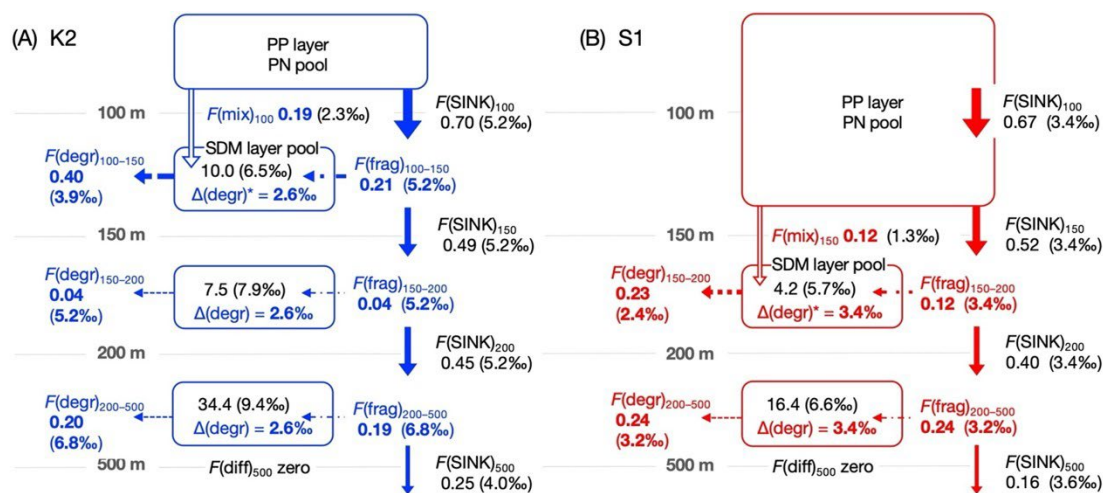 (A) K2
PP layer
PN pool
100 m
F(mix)₁₀₀ 0.19 (2.3‰)
F(SINK)₁₀₀
0.70 (5.2‰)
SDM layer pool
10.0 (6.5‰)
Δ(degr)* = 2.6‰
F(degr)₁₀₀₋₁₅₀
0.40
(3.9‰)
F(frag)₁₀₀₋₁₅₀
0.21 (5.2‰)
150 m
F(SINK)₁₅₀
0.49 (5.2‰)
F(degr)₁₅₀₋₂₀₀
0.04
(5.2‰)
7.5 (7.9‰)
Δ(degr) = 2.6‰
F(frag)₁₅₀₋₂₀₀
0.04 (5.2‰)
200 m
F(SINK)₂₀₀
0.45 (5.2‰)
F(degr)₂₀₀₋₅₀₀
0.20
(6.8‰)
34.4 (9.4‰)
Δ(degr) = 2.6‰
F(frag)₂₀₀₋₅₀₀
0.19 (6.8‰)
500 m
F(diff)₅₀₀ zero
F(SINK)₅₀₀
0.25 (4.0‰)
(B) S1
PP layer
PN pool
100 m
F(SINK)₁₀₀
0.67 (3.4‰)
150 m
F(mix)₁₅₀ 0.12 (1.3‰)
F(SINK)₁₅₀
0.52 (3.4‰)
SDM layer pool
4.2 (5.7‰)
Δ(degr)* = 3.4‰
F(degr)₁₅₀₋₂₀₀
0.23
(2.4‰)
F(frag)₁₅₀₋₂₀₀
0.12 (3.4‰)
200 m
F(SINK)₂₀₀
0.40 (3.4‰)
F(degr)₂₀₀₋₅₀₀
0.24
(3.2‰)
16.4 (6.6‰)
Δ(degr) = 3.4‰
F(frag)₂₀₀₋₅₀₀
0.24 (3.2‰)
500 m
F(diff)₅₀₀ zero
F(SINK)₅₀₀
0.16 (3.6‰)